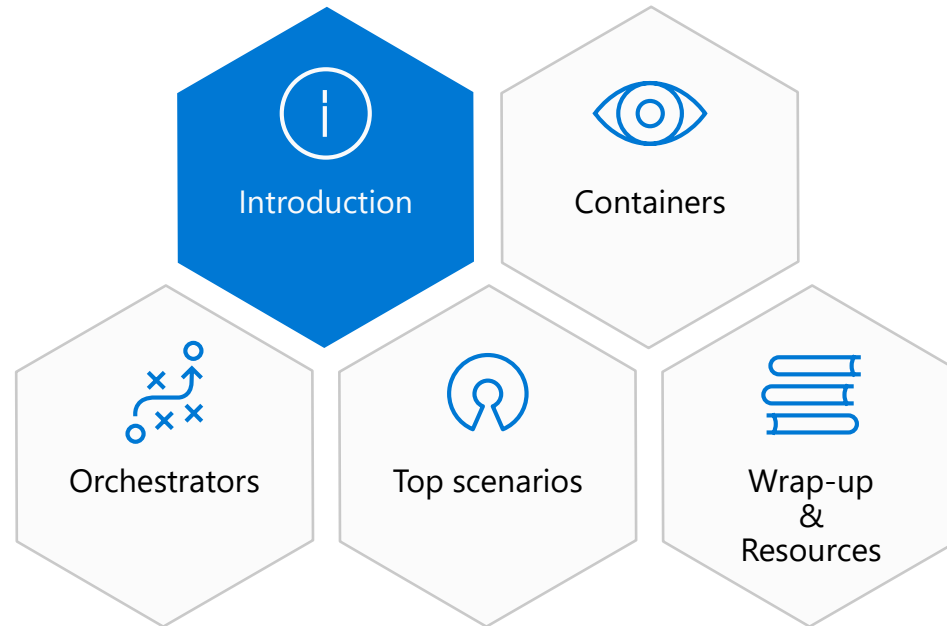 Introduction
Containers
Orchestrators
Top scenarios
Wrap-up
&
Resources